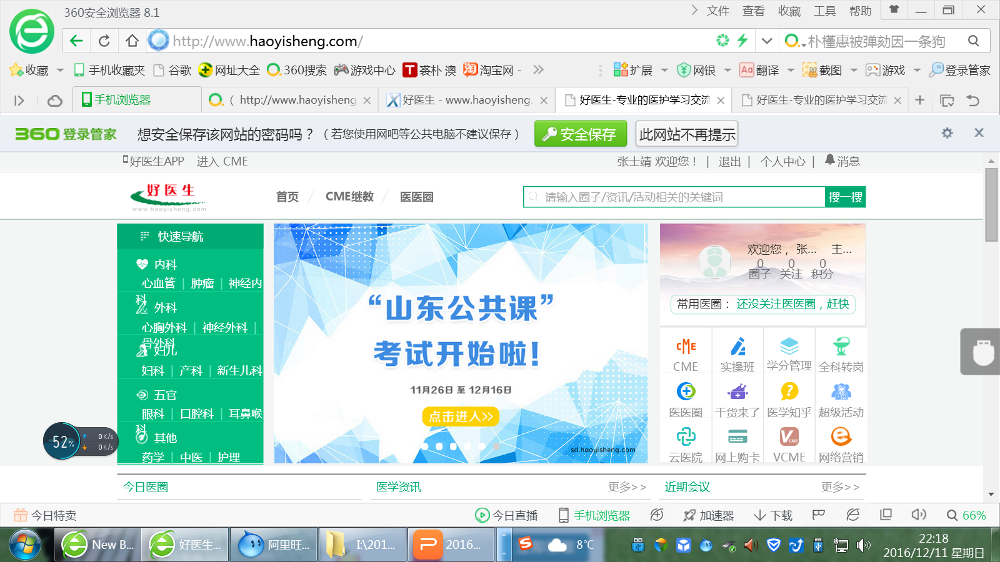 360安全浏览器 8.1
文件 查看 收藏 工具 帮助
http://www.haoyisheng.com/
朴槿惠被弹劾因一条狗
收藏 手机收藏夹 谷歌 网址大全 360搜索 游戏中心 裘朴 澳 淘宝网 - 扩展 网银 翻译 截图 游戏 登录管家
手机浏览器
( http://www.haoyisheng
好医生 - www.haoyisheng.
好医生-专业的医护学习交流
好医生-专业的医护学习交流
360登录管家 想安全保存该网站的密码吗？（若您使用网吧等公共电脑不建议保存） 安全保存 此网站不再提示
好医生APP 进入 CME
张士靖 欢迎您！ | 退出 | 个人中心 | 消息
好医生
www.haoyisheng.com
首页 CME继教 医医圈
请输入圈子/资讯/活动相关的关键词 搜一搜
快速导航
内科
心血管 | 肿瘤 | 神经内科
外科
心胸外科 | 神经外科 |
骨外科
妇儿
妇科 | 产科 | 新生儿科
五官
眼科 | 口腔科 | 耳鼻喉科
其他
药学 | 中医 | 护理
“山东公共课”
考试开始啦！
11月26日 至 12月16日
点击进入>>
sd.haoyisheng.com
欢迎您， 张... 主...
0 0 0
圈子 关注 积分
常用医圈： 还没关注医医圈，赶快
CME 实操班 学分管理 全科转岗
医医圈 干货来了 医学知乎 超级活动
云医院 网上购卡 VCME 网络营销
52%
0K/s
0K/s
今日医圈
医学资讯 更多>>
近期会议 更多>>
今日特卖
今日直播 手机浏览器 加速器 下载 66%
New B... 好医生... 阿里旺... I:\201... 2016...
8℃
22:18
2016/12/11 星期日